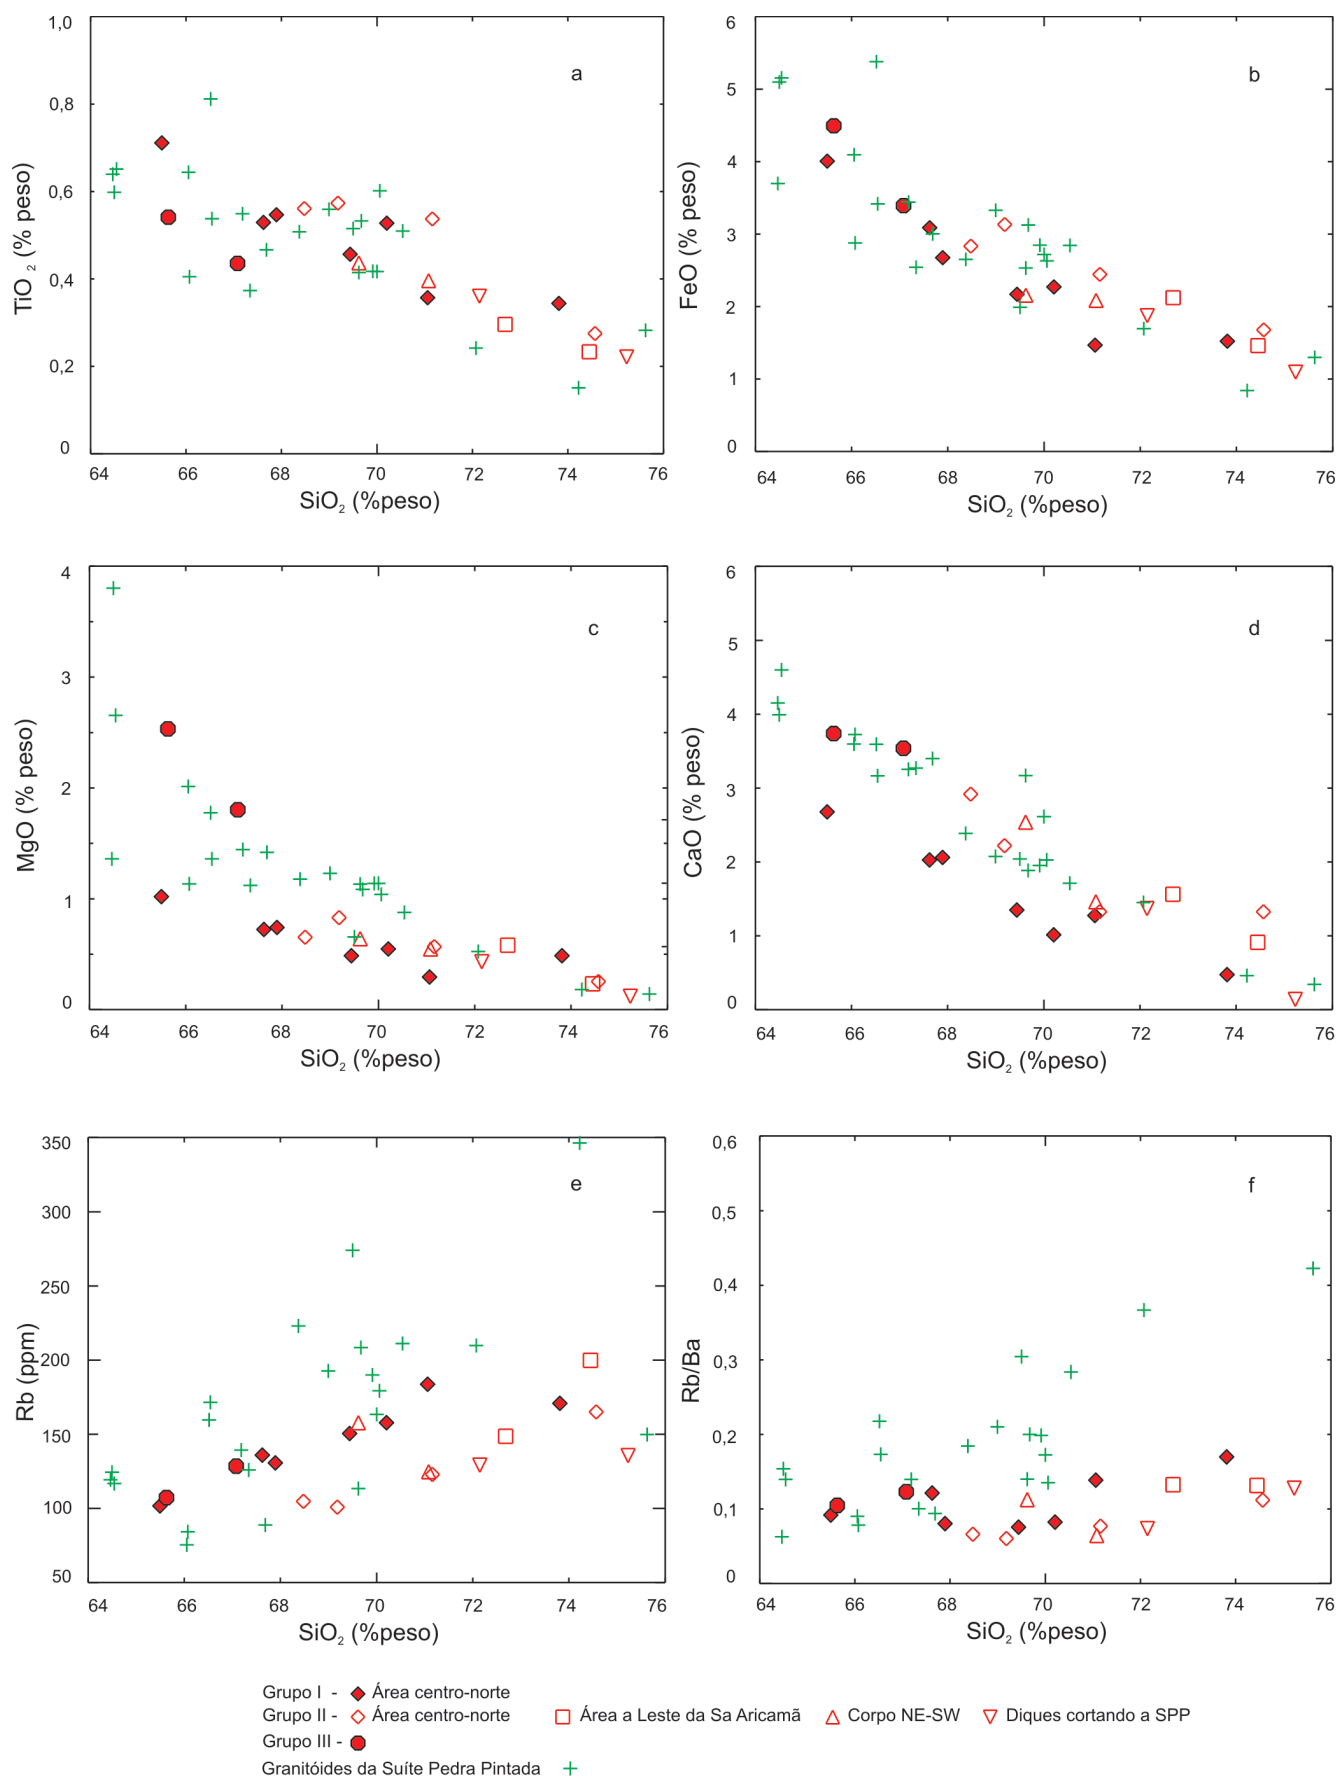 a
1,0
0,8
0,6
0,4
0,2
0
TiO2 (% peso)
64 66 68 70 72 74 76
SiO2 (%peso)
b
6
5
4
3
2
1
0
FeO (% peso)
64 66 68 70 72 74 76
SiO2 (%peso)
c
4
3
2
1
0
MgO (% peso)
64 66 68 70 72 74 76
SiO2 (%peso)
d
6
5
4
3
2
1
0
CaO (% peso)
64 66 68 70 72 74 76
SiO2 (%peso)
e
350
300
250
200
150
100
50
Rb (ppm)
64 66 68 70 72 74 76
SiO2 (%peso)
f
0,6
0,5
0,4
0,3
0,2
0,1
0
Rb/Ba
64 66 68 70 72 74 76
SiO2 (%peso)
Grupo I - Área centro-norte
Grupo II - Área centro-norte Área a Leste da Sa Aricamã Corpo NE-SW Diques cortando a SPP
Grupo III -
Granitóides da Suíte Pedra Pintada